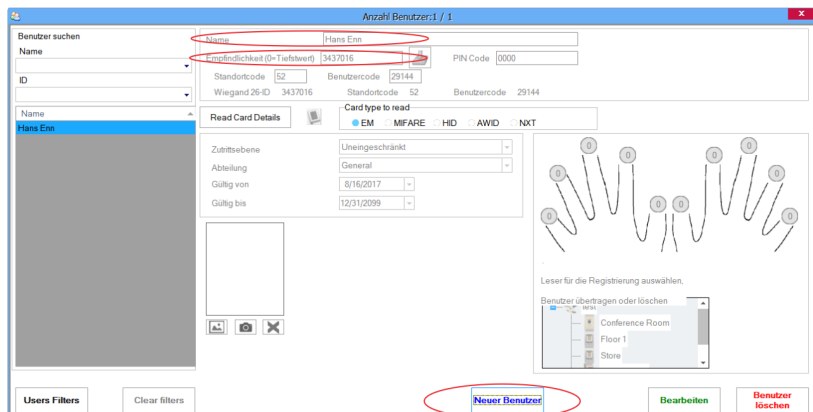 Anzahl Benutzer:1 / 1
x
Benutzer suchen
Name
ID
Name
Hans Enn
Name Hans Enn
Empfindlichkeit (0=Tiefstwert) 3437016 PIN Code 0000
Standortcode 52 Benutzercode 29144
Wiegand 26-ID 3437016 Standortcode 52 Benutzercode 29144
Read Card Details
Card type to read
EM MIFARE HID AWID NXT
Zutrittsebene Uneingeschränkt
Abteilung General
Gültig von 8/16/2017
Gültig bis 12/31/2099
0 0 0 0 0 0 0 0 0 0
Leser für die Registrierung auswählen,
Benutzer übertragen oder löschen
Conference Room
Floor 1
Store
Users Filters
Clear filters
Neuer Benutzer
Bearbeiten
Benutzer
löschen